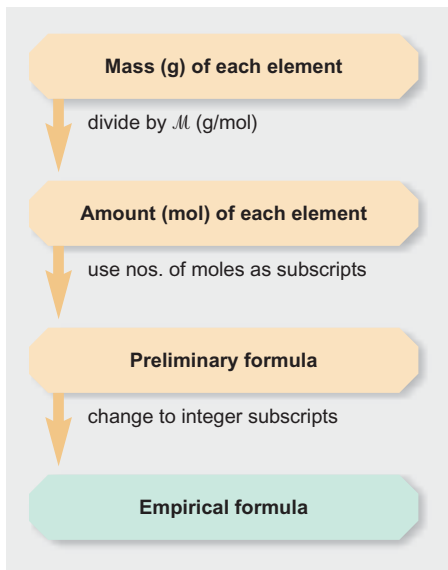 Mass (g) of each element
divide by ℳ (g/mol)
Amount (mol) of each element
use nos. of moles as subscripts
Preliminary formula
change to integer subscripts
Empirical formula